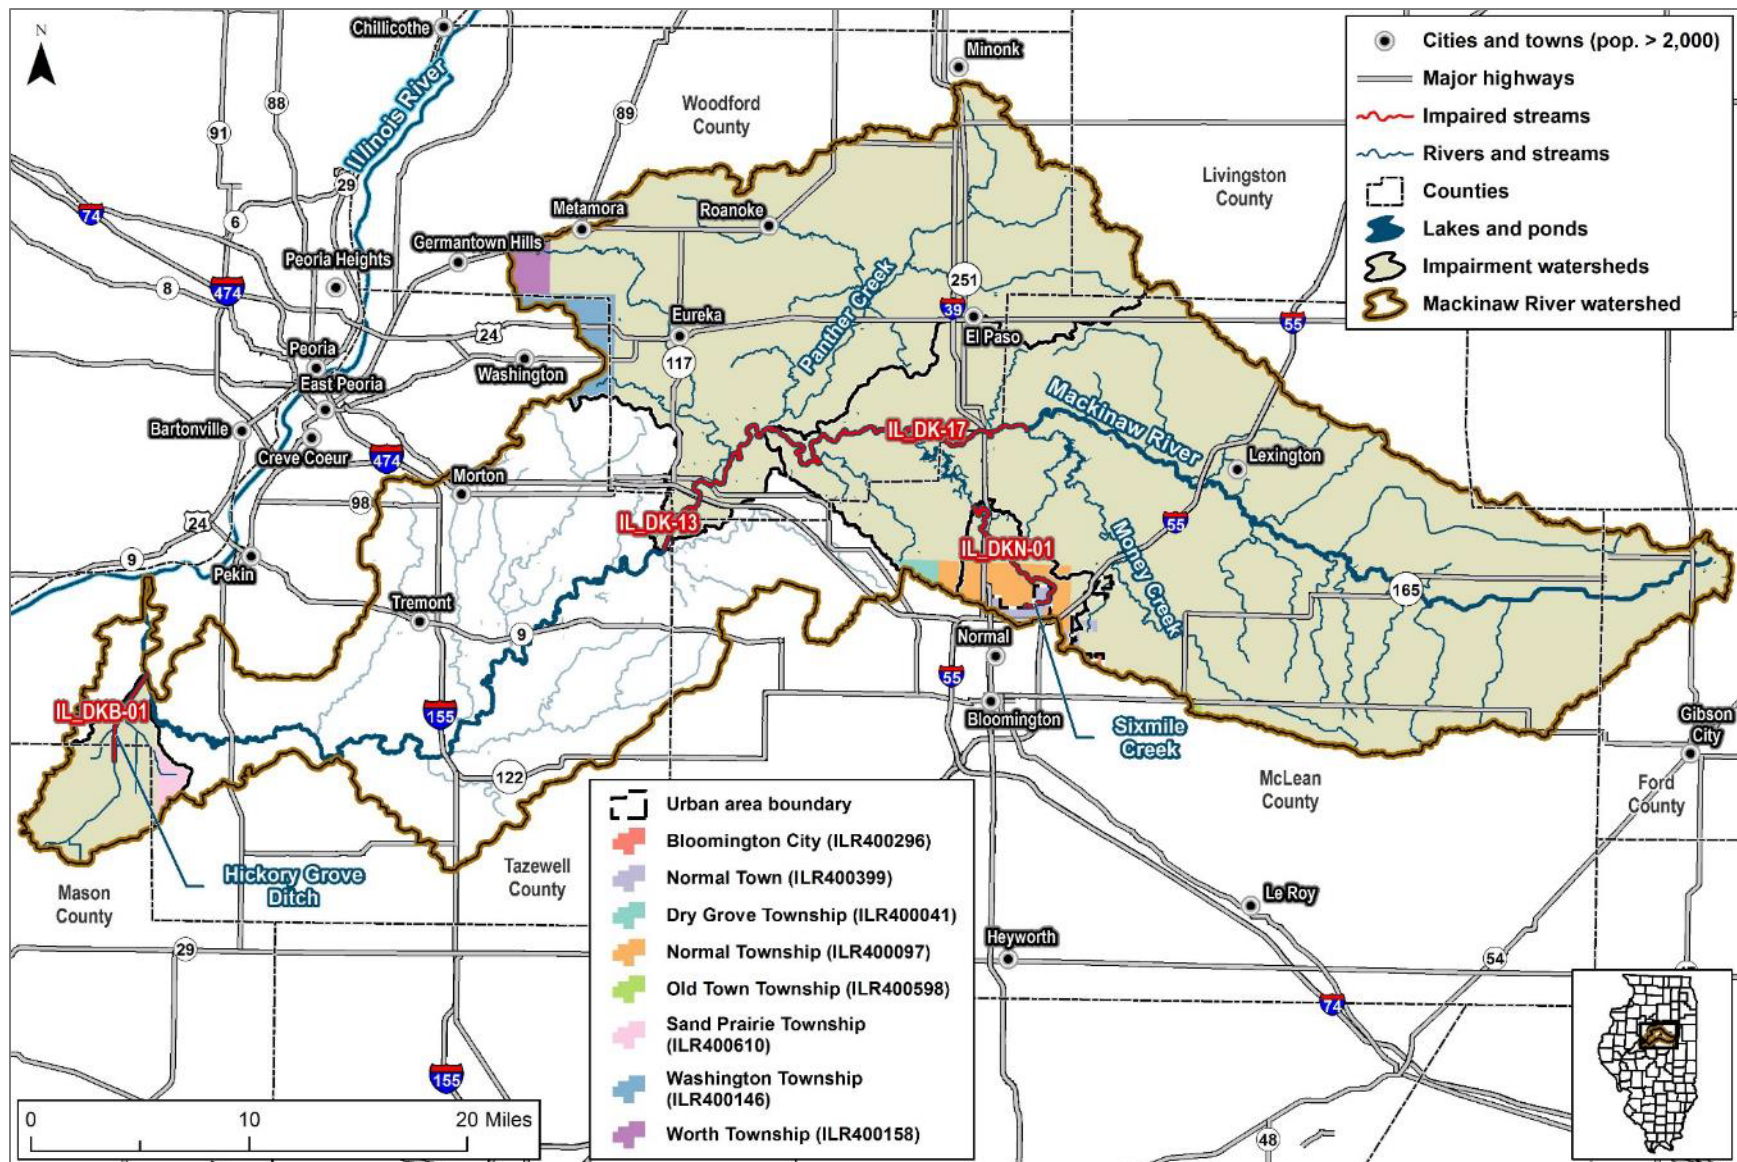 N
Chillicothe
Minonk
88
91
89
Illinois River
Woodford
County
29
74
6
Livingston
County
Metamora
Roanoke
Germantown Hills
Peoria Heights
8
474
251
39
24
Eureka
El Paso
55
Panther Creek
Peoria
117
Washington
East Peoria
Bartonville
Creve Coeur
474
IL_DK-17
Mackinaw River
Lexington
Morton
98
24
IL_DK-13
55
9
IL_DKN-01
Money Creek
Pekin
165
Tremont
9
Normal
55
IL_DKB-01
155
Bloomington
Sixmile
Creek
Gibson
City
122
McLean
County
Ford
County
Hickory Grove
Ditch
Tazewell
County
Mason
County
Le Roy
29
Heyworth
54
74
155
48
Cities and towns (pop. > 2,000)
Major highways
Impaired streams
Rivers and streams
Counties
Lakes and ponds
Impairment watersheds
Mackinaw River watershed
Urban area boundary
Bloomington City (ILR400296)
Normal Town (ILR400399)
Dry Grove Township (ILR400041)
Normal Township (ILR400097)
Old Town Township (ILR400598)
Sand Prairie Township
(ILR400610)
Washington Township
(ILR400146)
Worth Township (ILR400158)
0 10 20 Miles